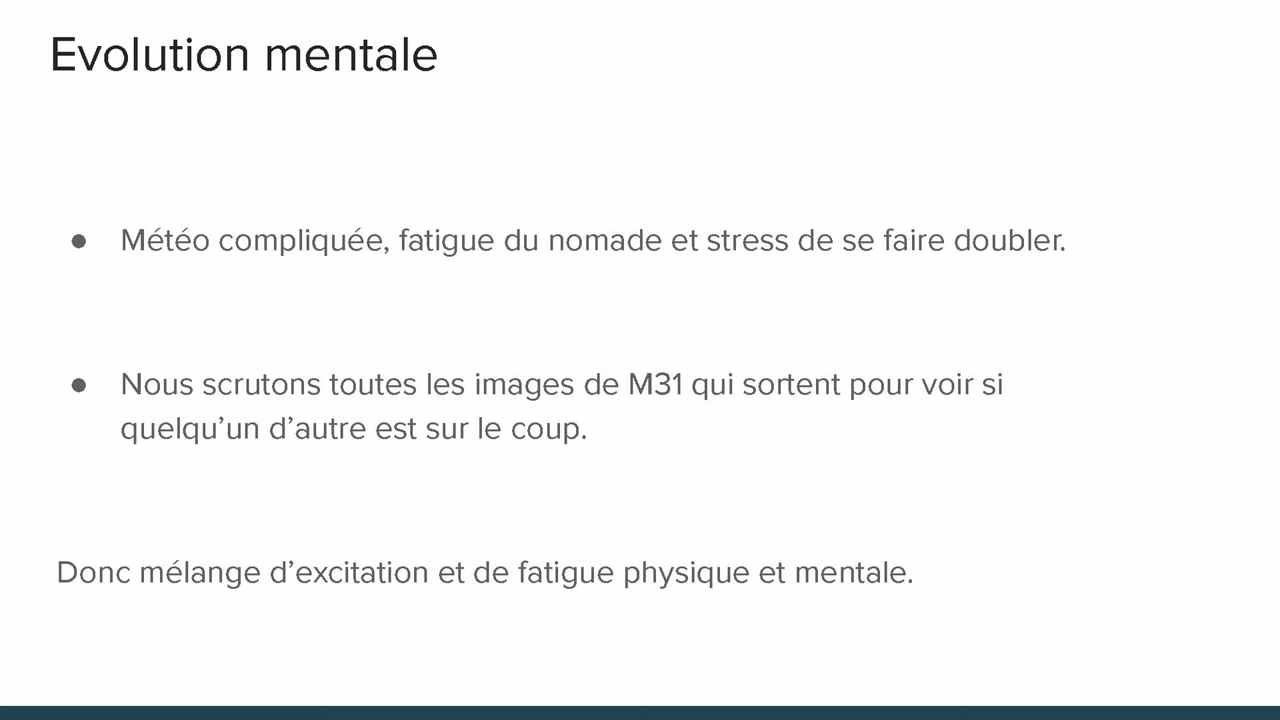 Evolution mentale
● Météo compliquée, fatigue du nomade et stress de se faire doubler.
● Nous scrutons toutes les images de M31 qui sortent pour voir si
quelqu’un d’autre est sur le coup.
Donc mélange d’excitation et de fatigue physique et mentale.